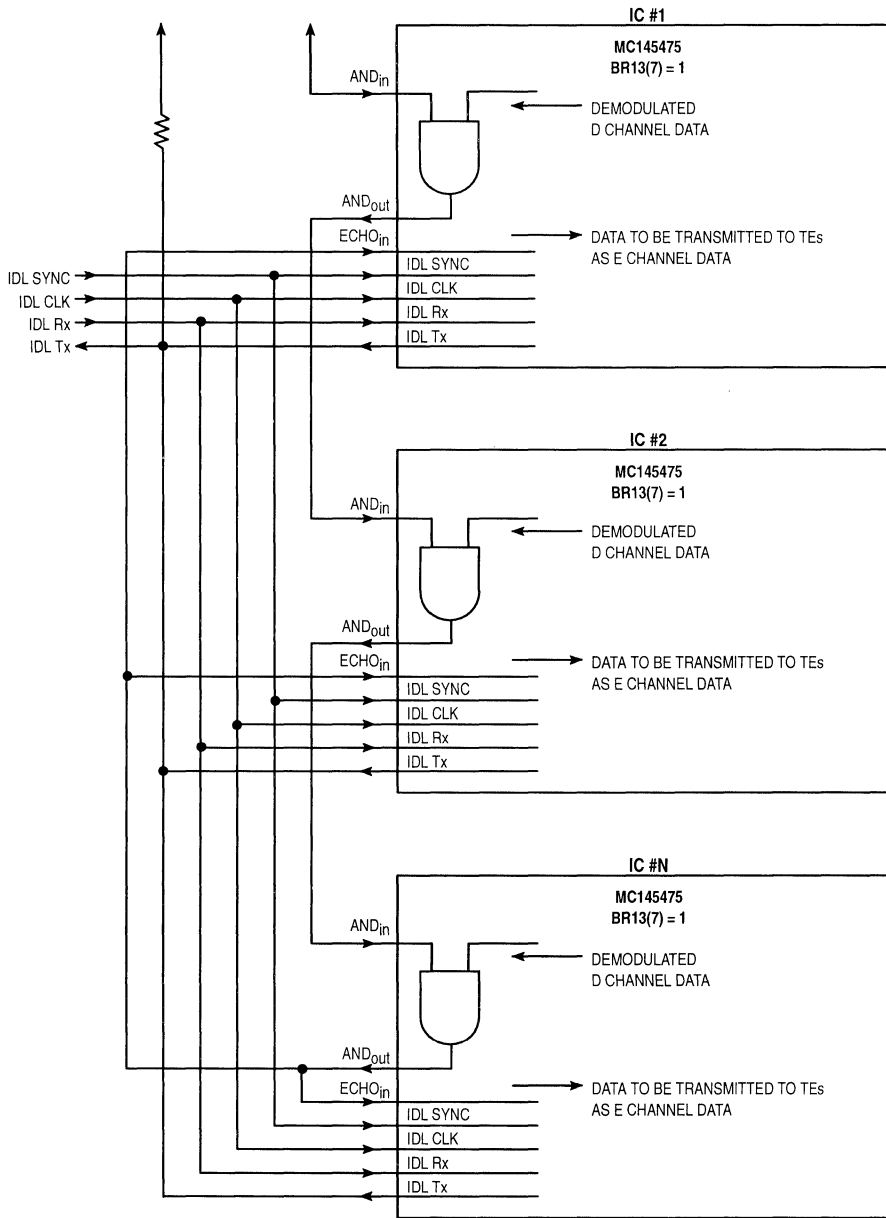 IC #1
MC145475
BR13(7) = 1
ANDin
DEMODULATED
D CHANNEL DATA
ANDout
ECHOin
DATA TO BE TRANSMITTED TO TEs
AS E CHANNEL DATA
IDL SYNC
IDL SYNC
IDL CLK
IDL CLK
IDL Rx
IDL Rx
IDL Tx
IDL Tx
IC #2
MC145475
BR13(7) = 1
ANDin
DEMODULATED
D CHANNEL DATA
ANDout
ECHOin
DATA TO BE TRANSMITTED TO TEs
AS E CHANNEL DATA
IDL SYNC
IDL CLK
IDL Rx
IDL Tx
IC #N
MC145475
BR13(7) = 1
ANDin
DEMODULATED
D CHANNEL DATA
ANDout
ECHOin
DATA TO BE TRANSMITTED TO TEs
AS E CHANNEL DATA
IDL SYNC
IDL CLK
IDL Rx
IDL Tx